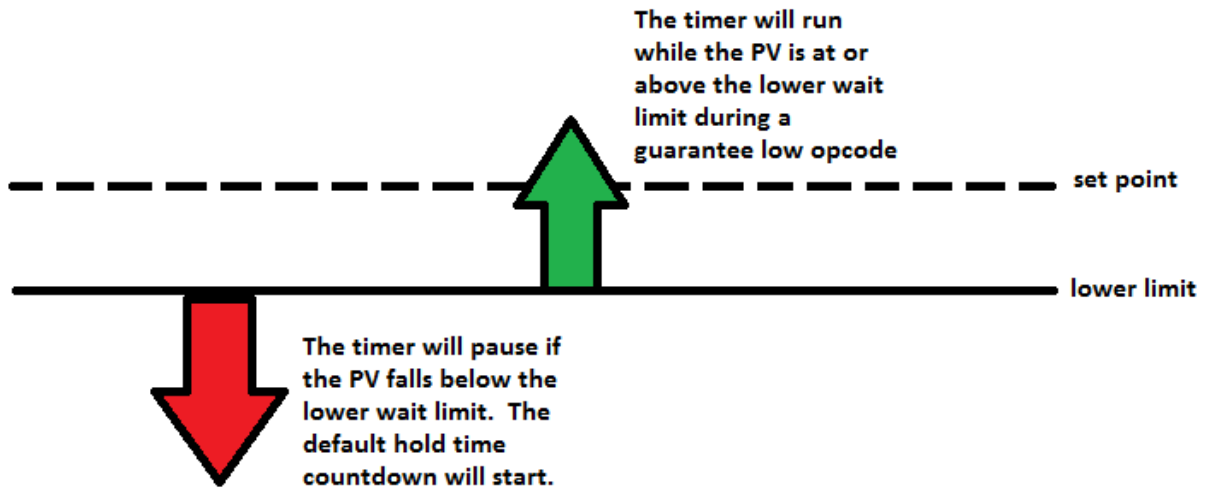 The timer will run
while the PV is at or
above the lower wait
limit during a
guarantee low opcode
set point
lower limit
The timer will pause if
the PV falls below the
lower wait limit.  The
default hold time
countdown will start.